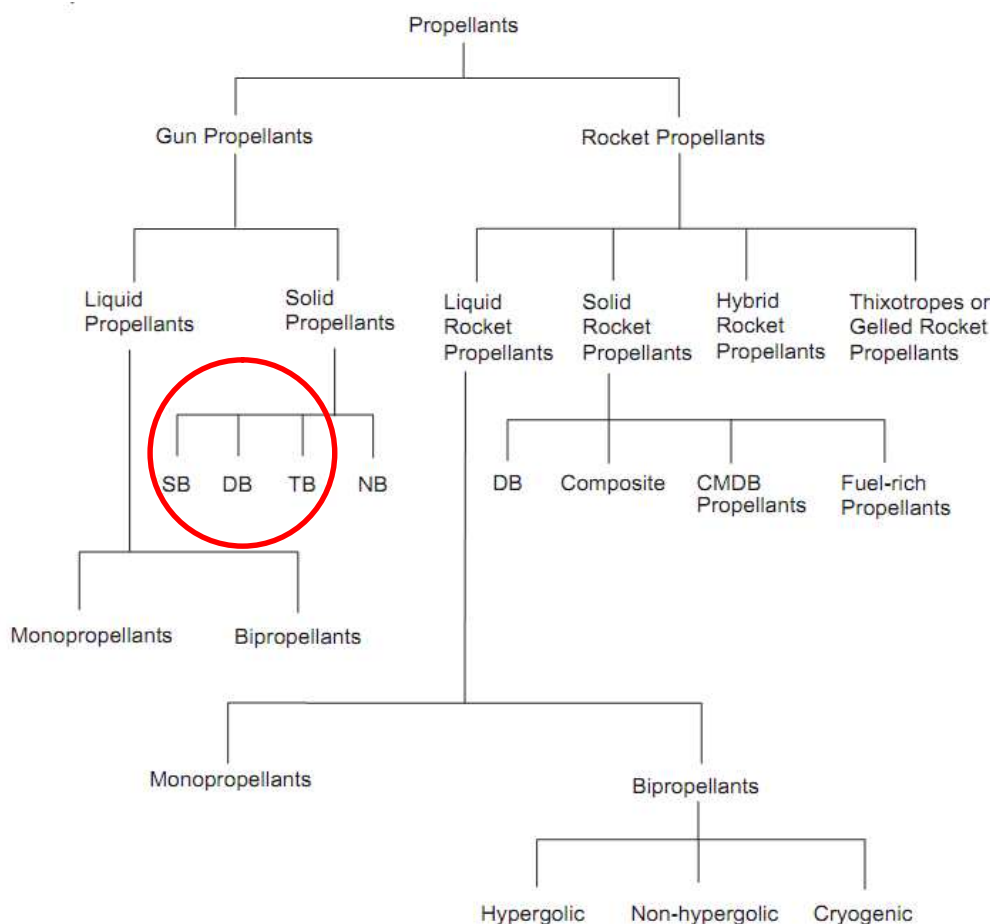 Propellants
Gun Propellants
Rocket Propellants
Liquid
Propellants
Solid
Propellants
Liquid
Rocket
Propellants
Solid
Rocket
Propellants
Hybrid
Rocket
Propellants
Thixotropes or
Gelled Rocket
Propellants
SB
DB
TB
NB
DB
Composite
CMDB
Propellants
Fuel-rich
Propellants
Monopropellants
Bipropellants
Monopropellants
Bipropellants
Hypergolic
Non-hypergolic
Cryogenic